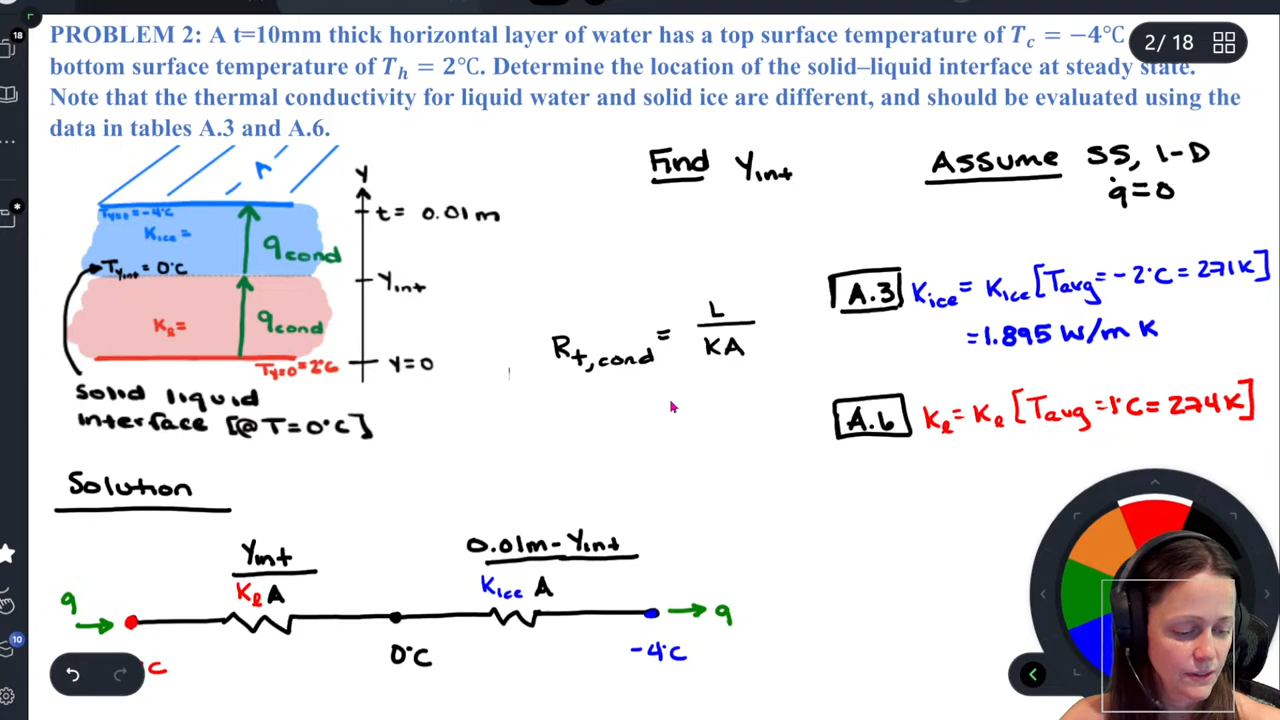 PROBLEM 2: A t=10mm thick horizontal layer of water has a top surface temperature of T_c = −4℃
bottom surface temperature of T_h = 2℃. Determine the location of the solid–liquid interface at steady state.
Note that the thermal conductivity for liquid water and solid ice are different, and should be evaluated using the
data in tables A.3 and A.6.
2/18
18
Find Y_int
Assume SS, 1-D
q̇=0
Y
T_y=t = -4°C
t = 0.01m
K_ice =
q_cond
T_y_int = 0°C
Y_int
K_l =
q_cond
T_y=0 = 2°C
Y=0
Solid liquid
interface [@T=0°C]
R_t,cond = L / KA
A.3 K_ice = K_ice [T_avg = -2°C = 271K]
= 1.895 W/m K
A.6 K_l = K_l [T_avg = 1°C = 274K]
Solution
Y_int / K_l A
0.01m - Y_int / K_ice A
q
q
0°C
-4°C
C
10